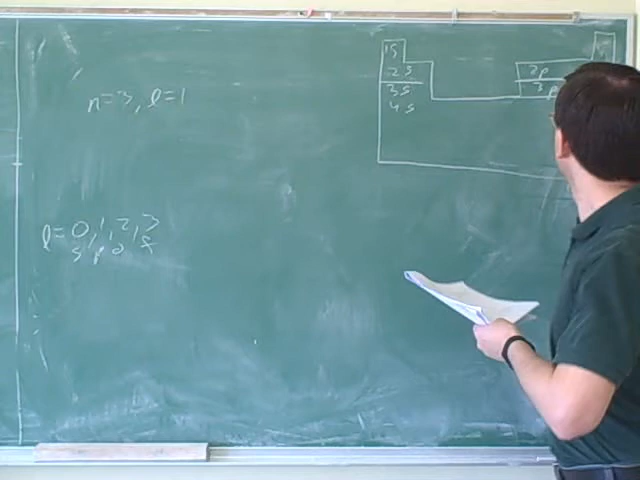 1s
2s
2p
3s
3p
4s
n=3, l=1
l=0,1,2,3
s p d f